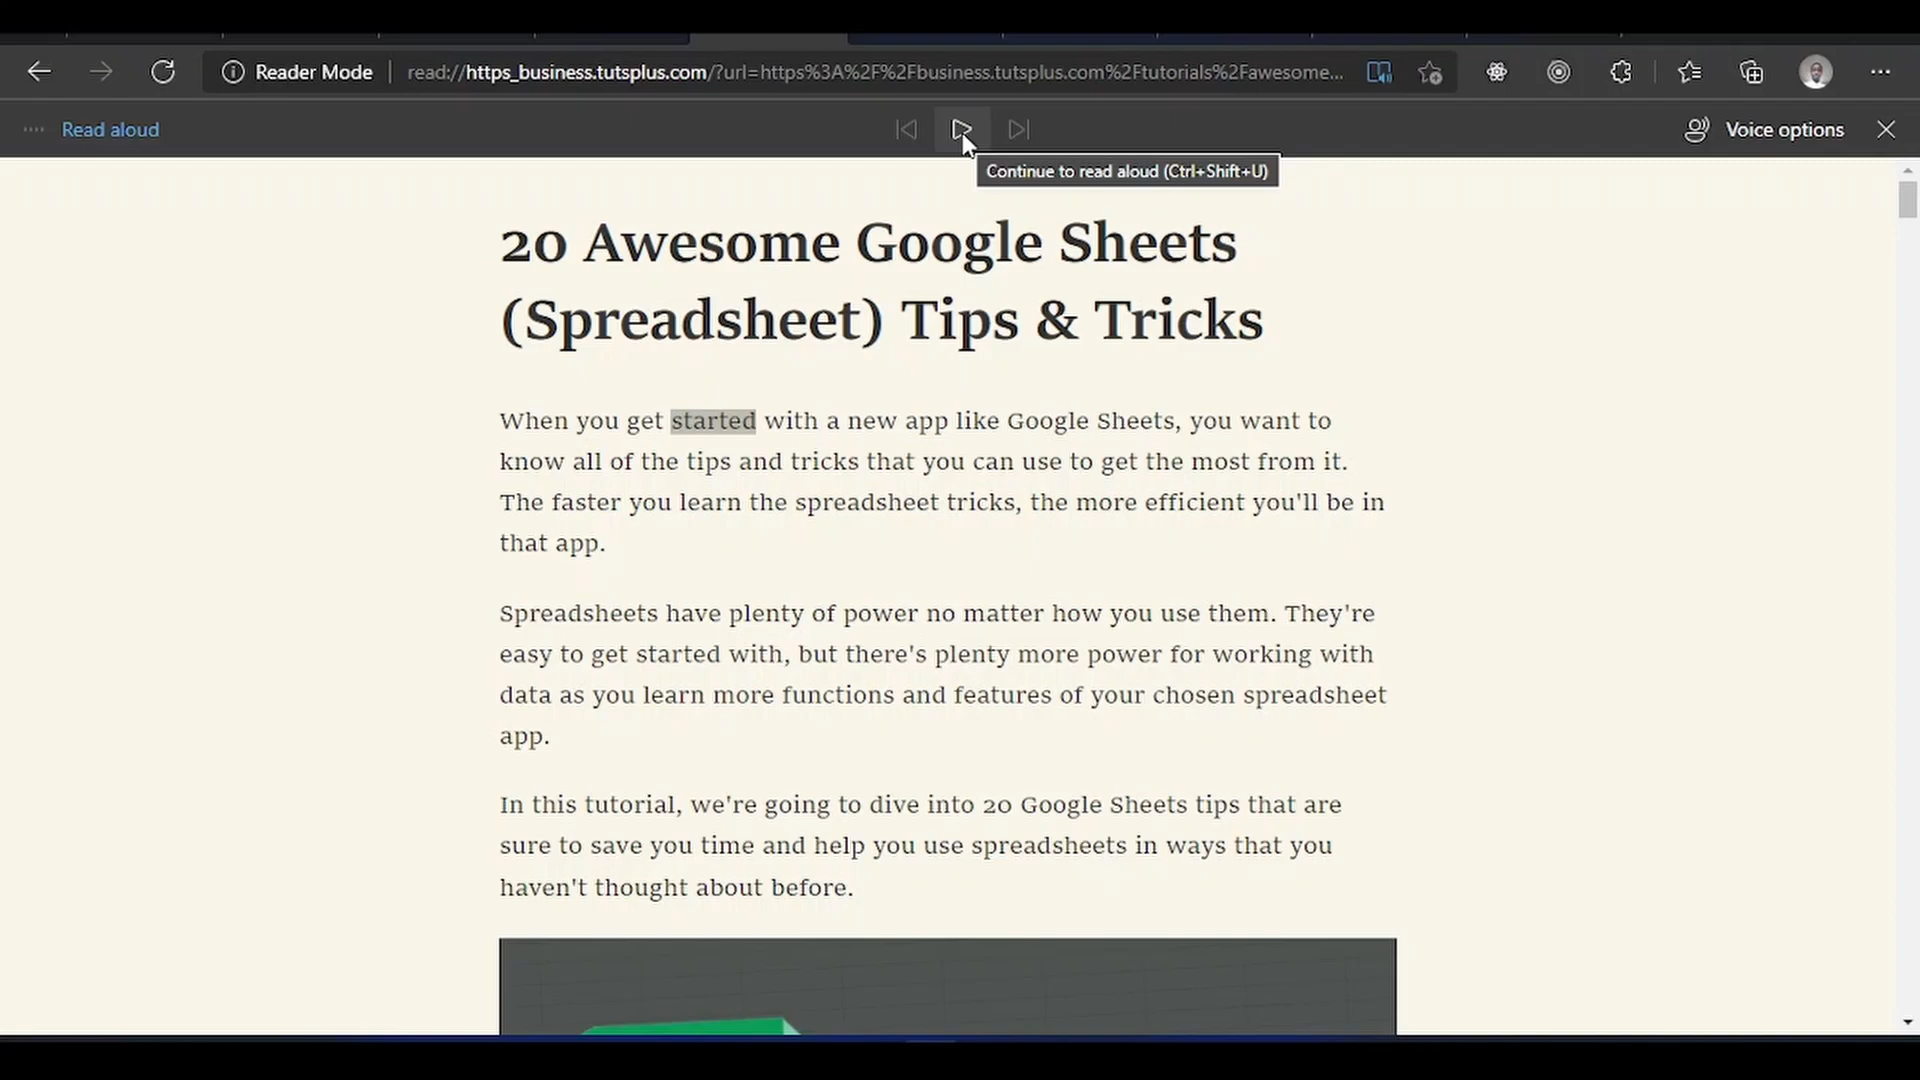 Reader Mode
read://https_business.tutsplus.com/?url=https%3A%2F%2Fbusiness.tutsplus.com%2Ftutorials%2Fawesome...
Read aloud
Voice options
Continue to read aloud (Ctrl+Shift+U)
20 Awesome Google Sheets
(Spreadsheet) Tips & Tricks
When you get started with a new app like Google Sheets, you want to
know all of the tips and tricks that you can use to get the most from it.
The faster you learn the spreadsheet tricks, the more efficient you'll be in
that app.
Spreadsheets have plenty of power no matter how you use them. They're
easy to get started with, but there's plenty more power for working with
data as you learn more functions and features of your chosen spreadsheet
app.
In this tutorial, we're going to dive into 20 Google Sheets tips that are
sure to save you time and help you use spreadsheets in ways that you
haven't thought about before.